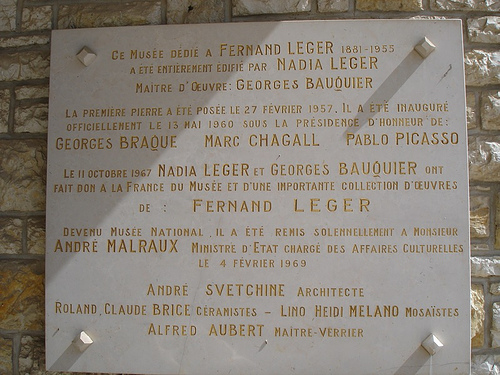 Ce Musée dédié a FERNAND LEGER 1881-1955
a été entièrement édifié par NADIA LEGER
Maître d'Œuvre: GEORGES BAUQUIER
La première pierre a été posée le 27 Février 1957. Il a été inauguré
officiellement le 13 Mai 1960 sous la présidence d'honneur de:
GEORGES BRAQUE MARC CHAGALL PABLO PICASSO
Le 11 octobre 1967 NADIA LEGER et GEORGES BAUQUIER ont
fait don a la France du Musée et d'une importante collection d'œuvres
de : FERNAND LEGER
Devenu Musée National, il a été remis solennellement a Monsieur
ANDRÉ MALRAUX Ministre d'Etat chargé des Affaires Culturelles
le 4 Février 1969
ANDRÉ SVETCHINE Architecte
ROLAND, CLAUDE BRICE céramistes – LINO, HEIDI MELANO Mosaïstes
ALFRED AUBERT Maître-Verrier